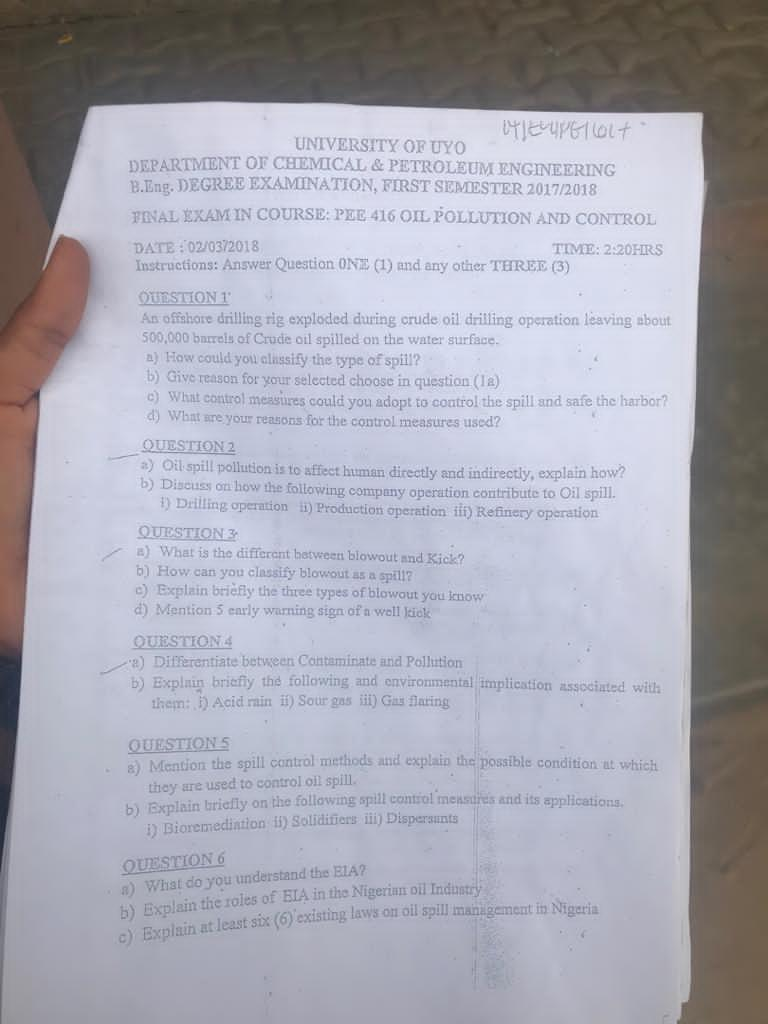 UNIVERSITY OF UYO
DEPARTMENT OF CHEMICAL & PETROLEUM ENGINEERING
B.Eng. DEGREE EXAMINATION, FIRST SEMESTER 2017/2018
FINAL EXAM IN COURSE: PEE 416 OIL POLLUTION AND CONTROL
DATE : 02/03/2018 TIME: 2:20HRS
Instructions: Answer Question ONE (1) and any other THREE (3)
QUESTION 1
An offshore drilling rig exploded during crude oil drilling operation leaving about
500,000 barrels of Crude oil spilled on the water surface.
a) How could you classify the type of spill?
b) Give reason for your selected choose in question (1a)
c) What control measures could you adopt to control the spill and safe the harbor?
d) What are your reasons for the control measures used?
QUESTION 2
a) Oil spill pollution is to affect human directly and indirectly, explain how?
b) Discuss on how the following company operation contribute to Oil spill.
i) Drilling operation ii) Production operation iii) Refinery operation
QUESTION 3
a) What is the different between blowout and Kick?
b) How can you classify blowout as a spill?
c) Explain briefly the three types of blowout you know
d) Mention 5 early warning sign of a well kick
QUESTION 4
a) Differentiate between Contaminate and Pollution
b) Explain briefly the following and environmental implication associated with
them: i) Acid rain ii) Sour gas iii) Gas flaring
QUESTION 5
a) Mention the spill control methods and explain the possible condition at which
they are used to control oil spill.
b) Explain briefly on the following spill control measures and its applications.
i) Bioremediation ii) Solidifiers iii) Dispersants
QUESTION 6
a) What do you understand the EIA?
b) Explain the roles of EIA in the Nigerian oil Industry
c) Explain at least six (6) existing laws on oil spill management in Nigeria